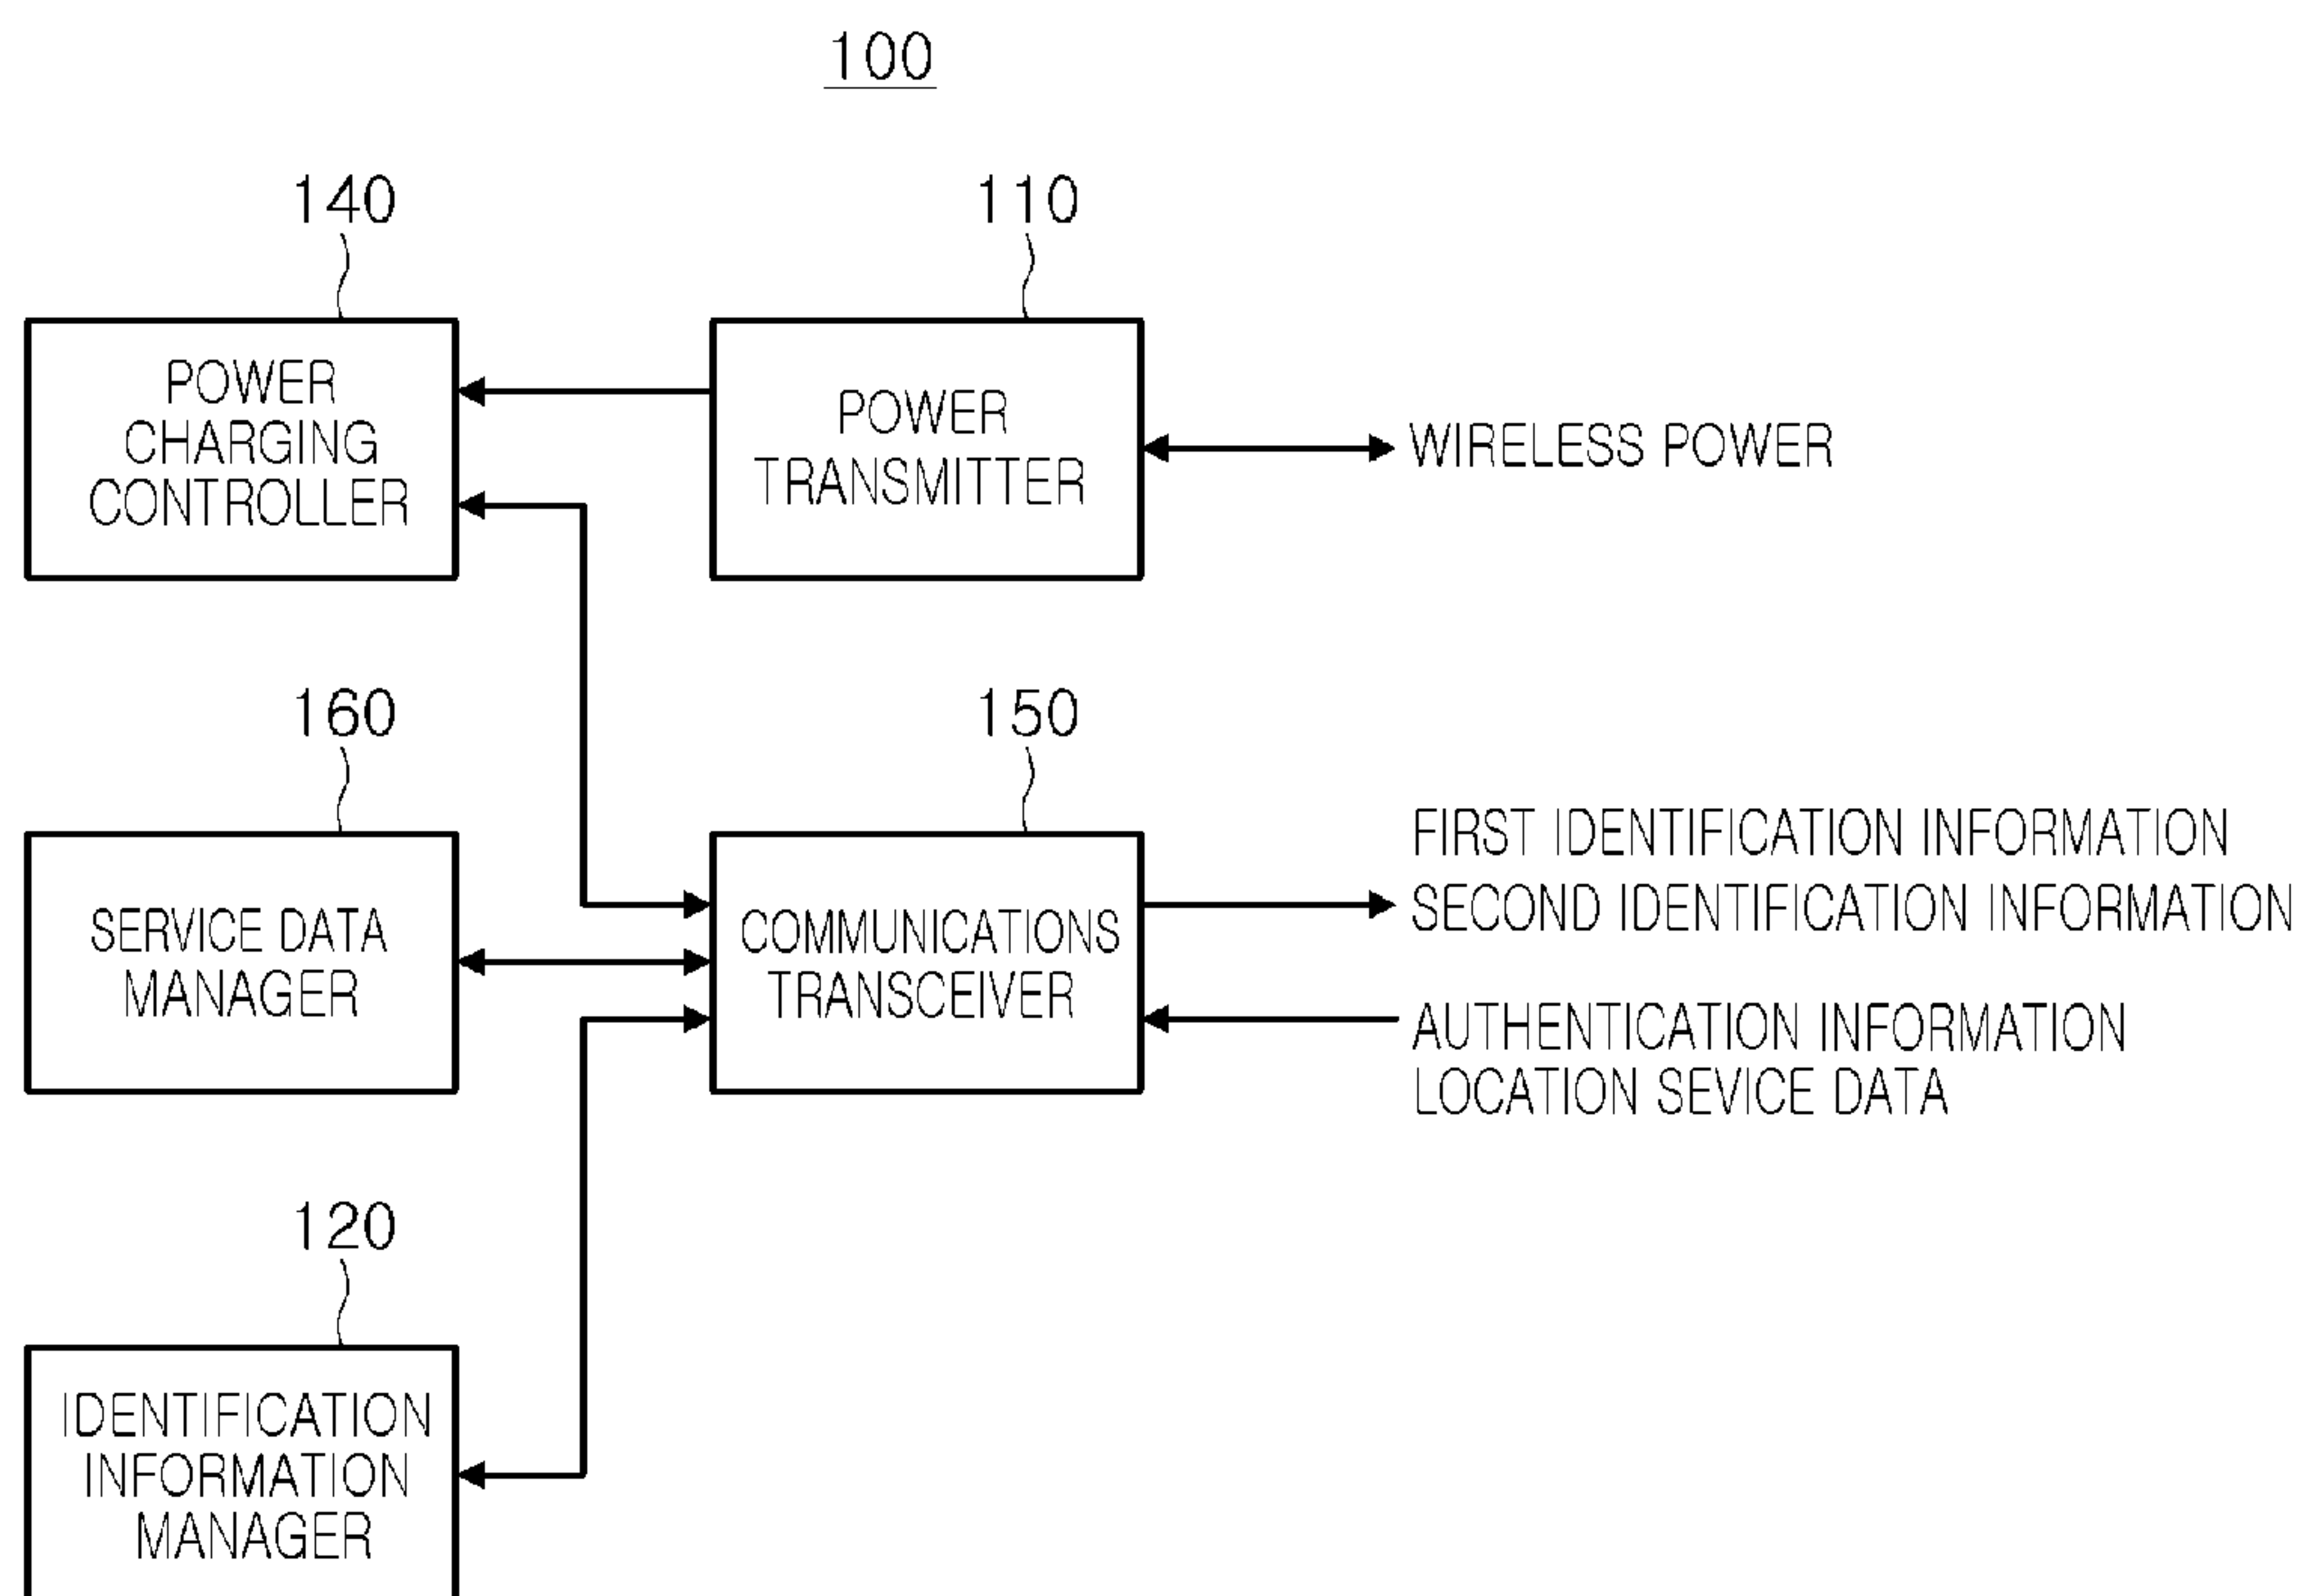 100
140
110
POWER
CHARGING
CONTROLLER
POWER
TRANSMITTER
WIRELESS POWER
160
150
SERVICE DATA
MANAGER
COMMUNICATIONS
TRANSCEIVER
FIRST IDENTIFICATION INFORMATION
SECOND IDENTIFICATION INFORMATION
AUTHENTICATION INFORMATION
LOCATION SEVICE DATA
120
IDENTIFICATION
INFORMATION
MANAGER